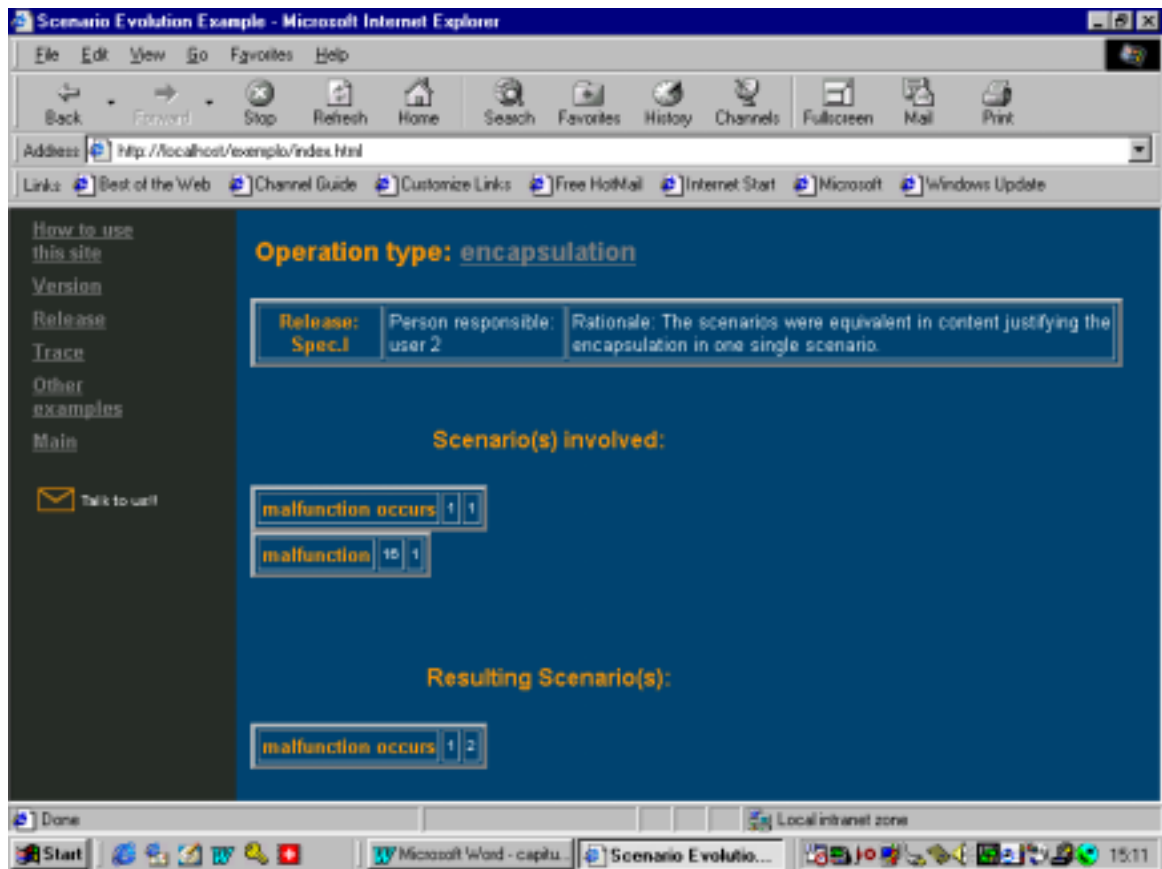 Scenario Evolution Example - Microsoft Internet Explorer
File Edit View Go Favorites Help
Back Forward Stop Refresh Home Search Favorites History Channels Fullscreen Mail Print
Address http://localhost/exemplo/index.html
Links Best of the Web Channel Guide Customize Links Free HotMail Internet Start Microsoft Windows Update
How to use
this site
Version
Release
Trace
Other
examples
Main
Talk to us!!
Operation type: encapsulation
Release:
Spec.I
Person responsible:
user 2
Rationale: The scenarios were equivalent in content justifying the
encapsulation in one single scenario.
Scenario(s) involved:
malfunction occurs 1 1
malfunction 16 1
Resulting Scenario(s):
malfunction occurs 1 2
Done
Local intranet zone
Start Microsoft Word - capitu... Scenario Evolutio... 15:11